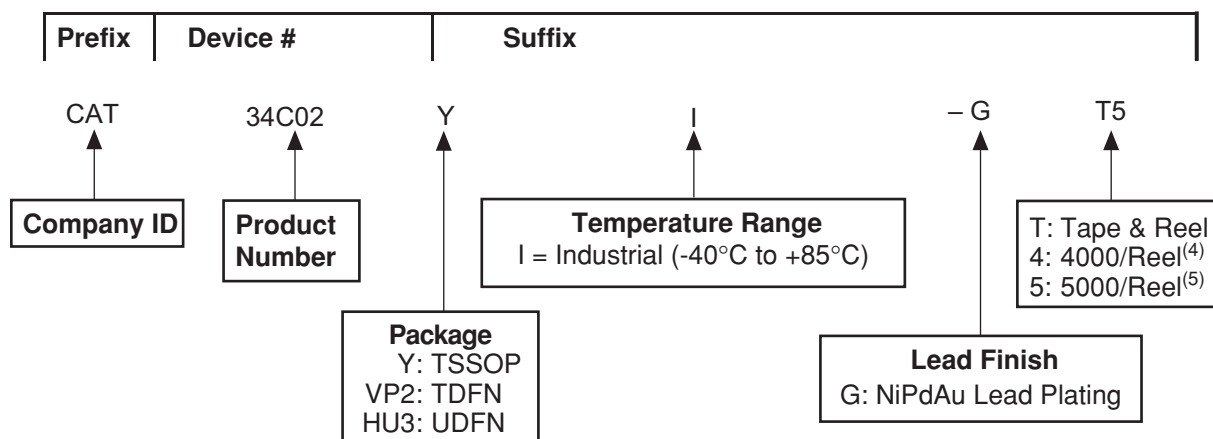 Prefix Device # Suffix
CAT 34C02 Y I – G T5
Company ID
Product
Number
Temperature Range
I = Industrial (-40°C to +85°C)
T: Tape & Reel
4: 4000/Reel(4)
5: 5000/Reel(5)
Package
Y: TSSOP
VP2: TDFN
HU3: UDFN
Lead Finish
G: NiPdAu Lead Plating